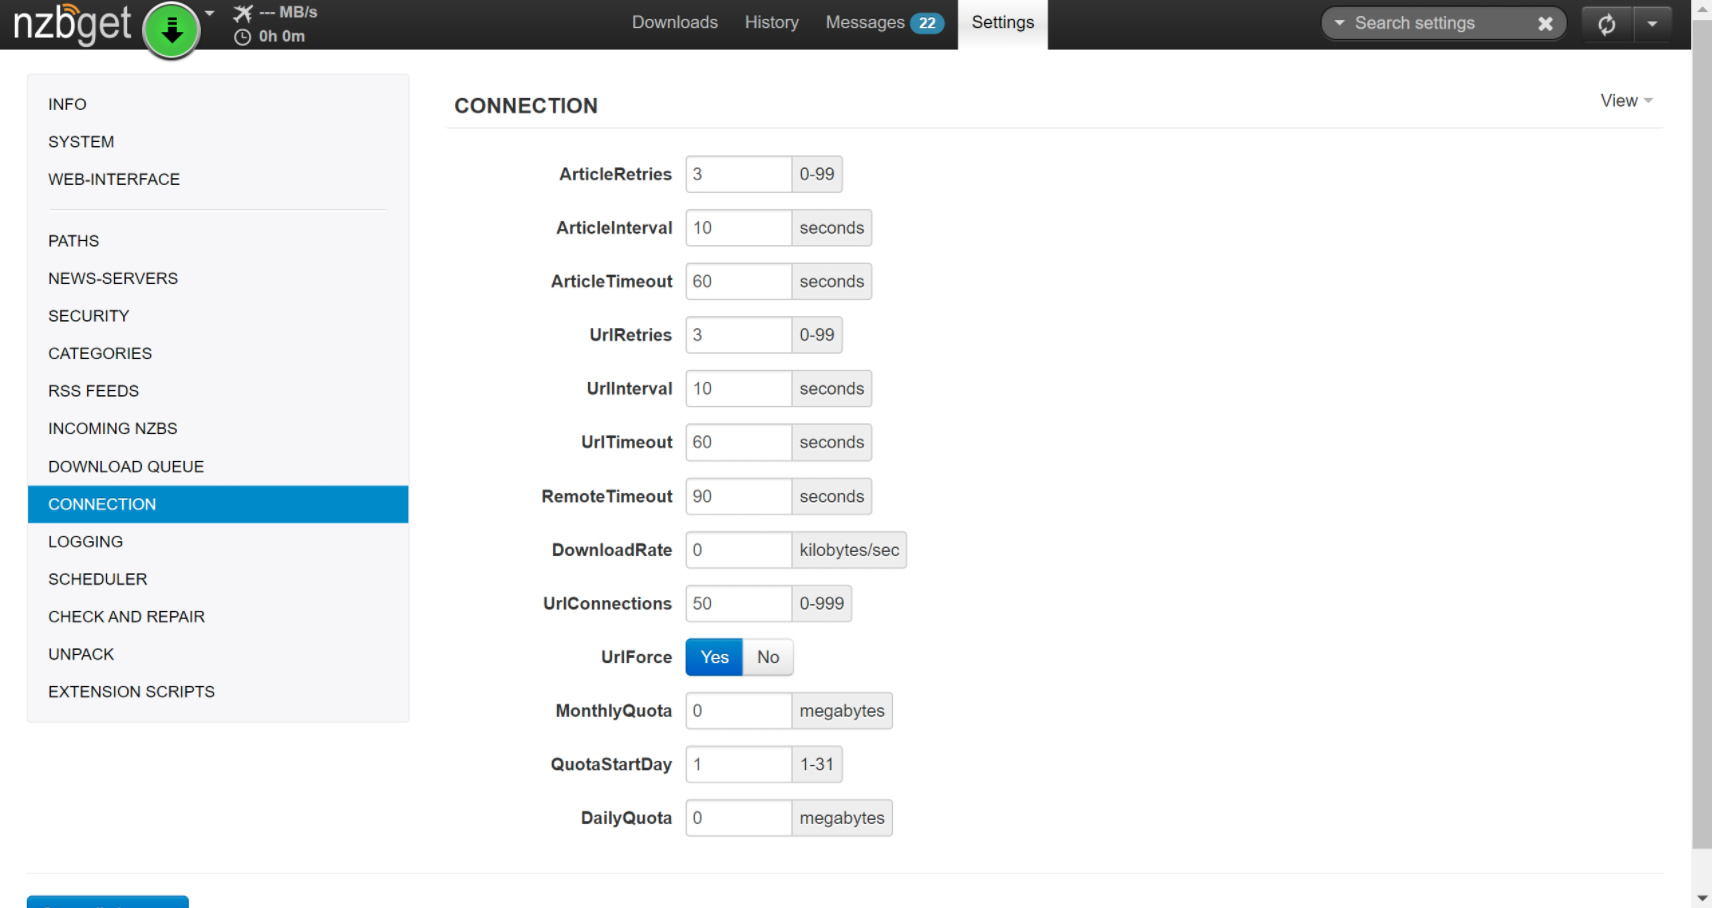 nzbget
--- MB/s
0h 0m
Downloads
History
Messages 22
Settings
Search settings
INFO
SYSTEM
WEB-INTERFACE
PATHS
NEWS-SERVERS
SECURITY
CATEGORIES
RSS FEEDS
INCOMING NZBS
DOWNLOAD QUEUE
CONNECTION
LOGGING
SCHEDULER
CHECK AND REPAIR
UNPACK
EXTENSION SCRIPTS
CONNECTION
View
ArticleRetries 3 0-99
ArticleInterval 10 seconds
ArticleTimeout 60 seconds
UrlRetries 3 0-99
UrlInterval 10 seconds
UrlTimeout 60 seconds
RemoteTimeout 90 seconds
DownloadRate 0 kilobytes/sec
UrlConnections 50 0-999
UrlForce Yes No
MonthlyQuota 0 megabytes
QuotaStartDay 1 1-31
DailyQuota 0 megabytes